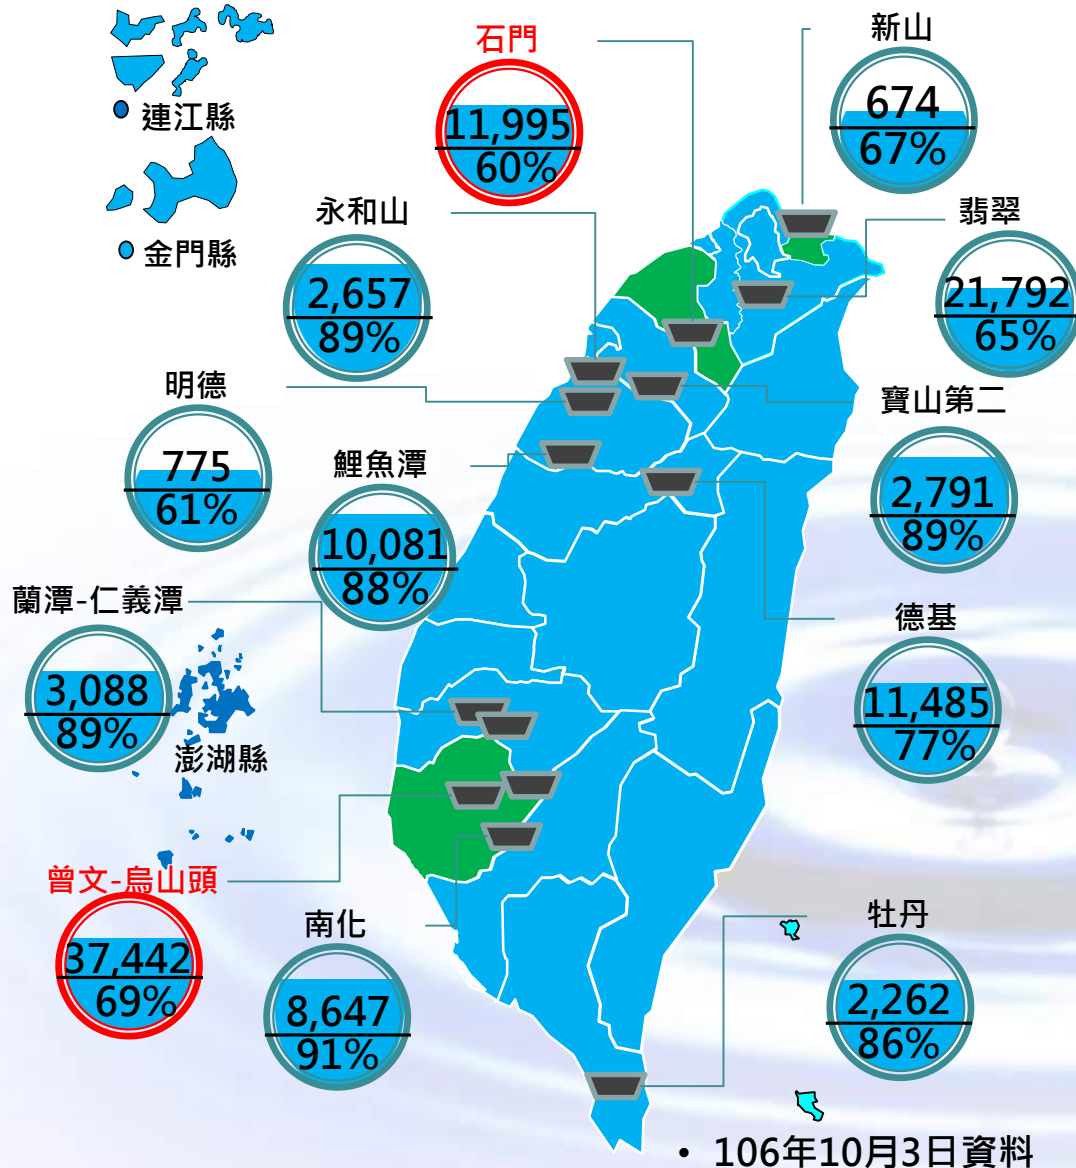 連江縣
金門縣
石門
11,995
60%
新山
674
67%
永和山
2,657
89%
翡翠
21,792
65%
明德
775
61%
鯉魚潭
10,081
88%
寶山第二
2,791
89%
蘭潭-仁義潭
3,088
89%
澎湖縣
德基
11,485
77%
曾文-烏山頭
37,442
69%
南化
8,647
91%
牡丹
2,262
86%
• 106年10月3日資料